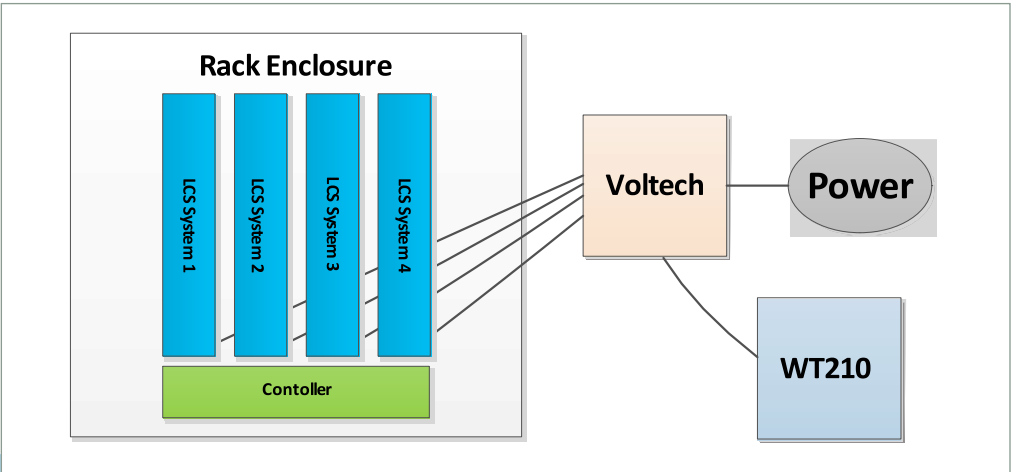 Rack Enclosure
LCS System 1
LCS System 2
LCS System 3
LCS System 4
Contoller
Voltech
Power
WT210